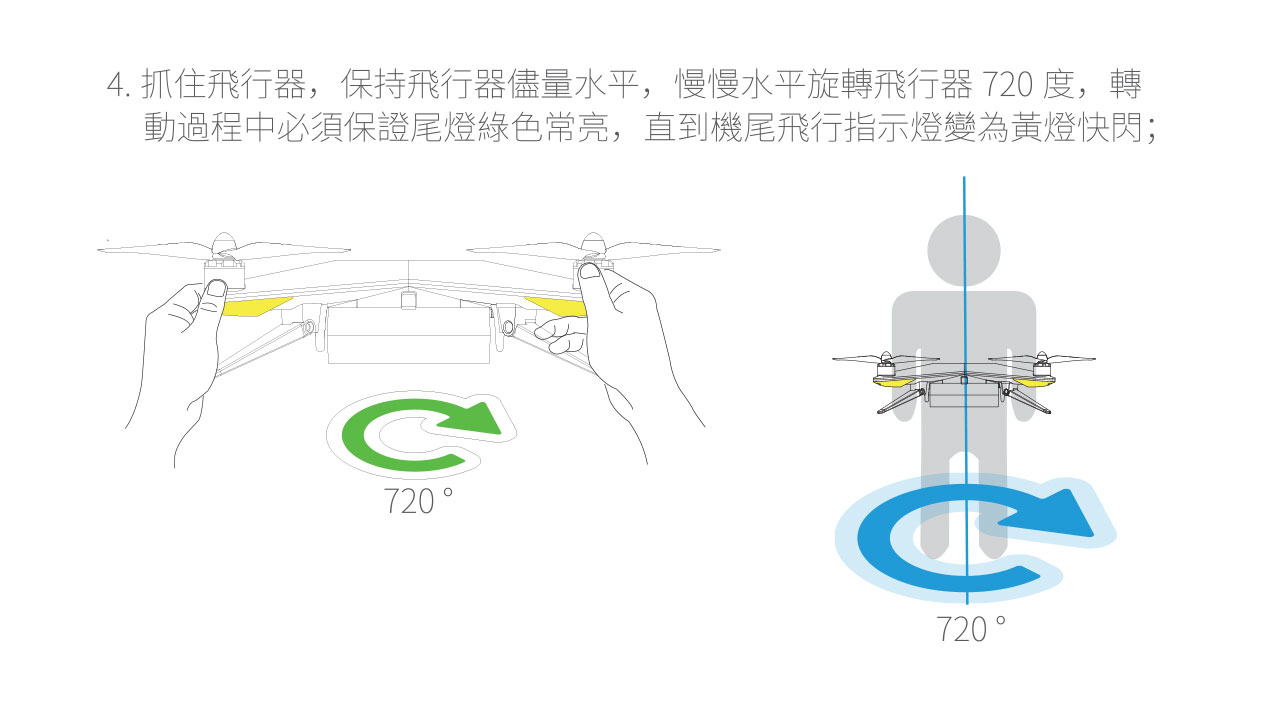 4. 抓住飛行器，保持飛行器儘量水平，慢慢水平旋轉飛行器 720 度，轉
動過程中必須保證尾燈綠色常亮，直到機尾飛行指示燈變為黃燈快閃；
720 °
720 °